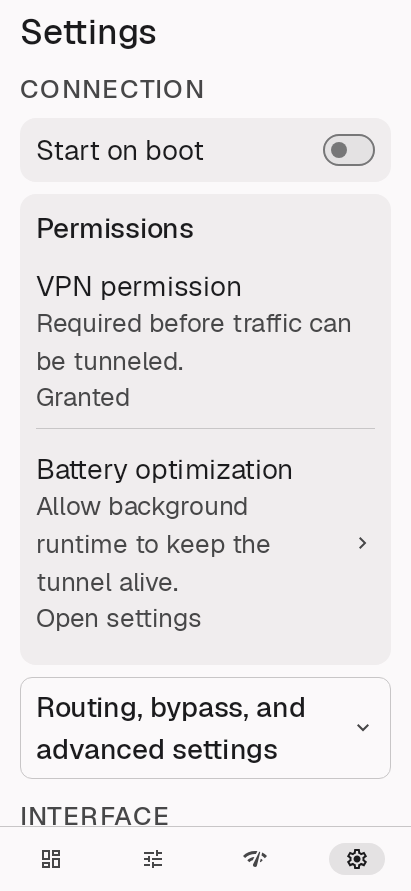 Settings
CONNECTION
Start on boot
Permissions
VPN permission
Required before traffic can
be tunneled.
Granted
Battery optimization
Allow background
runtime to keep the
tunnel alive.
Open settings
Routing, bypass, and
advanced settings
INTERFACE